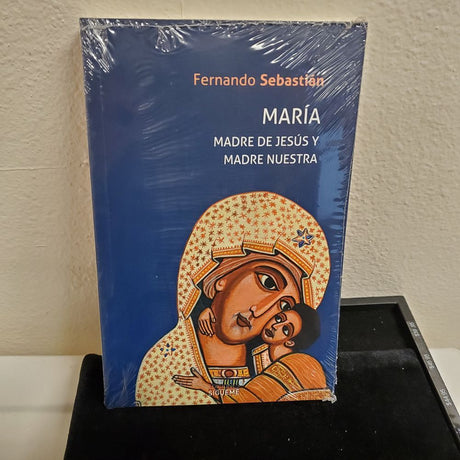 Fernando Sebastián
MARÍA
MADRE DE JESÚS Y
MADRE NUESTRA
SÍGUEME